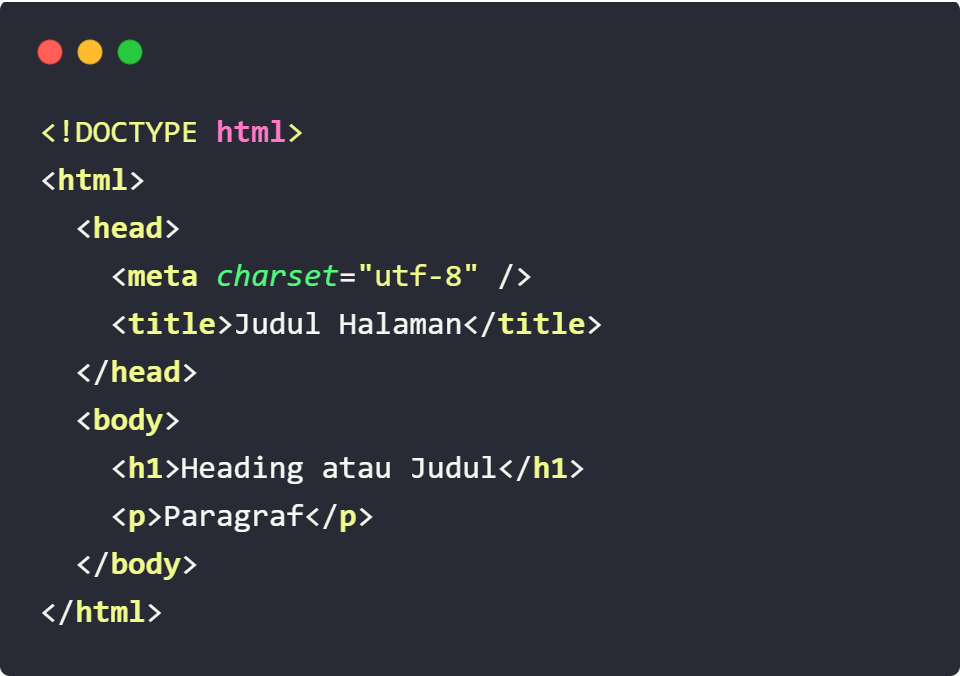 <!DOCTYPE html>
<html>
  <head>
    <meta charset="utf-8" />
    <title>Judul Halaman</title>
  </head>
  <body>
    <h1>Heading atau Judul</h1>
    <p>Paragraf</p>
  </body>
</html>